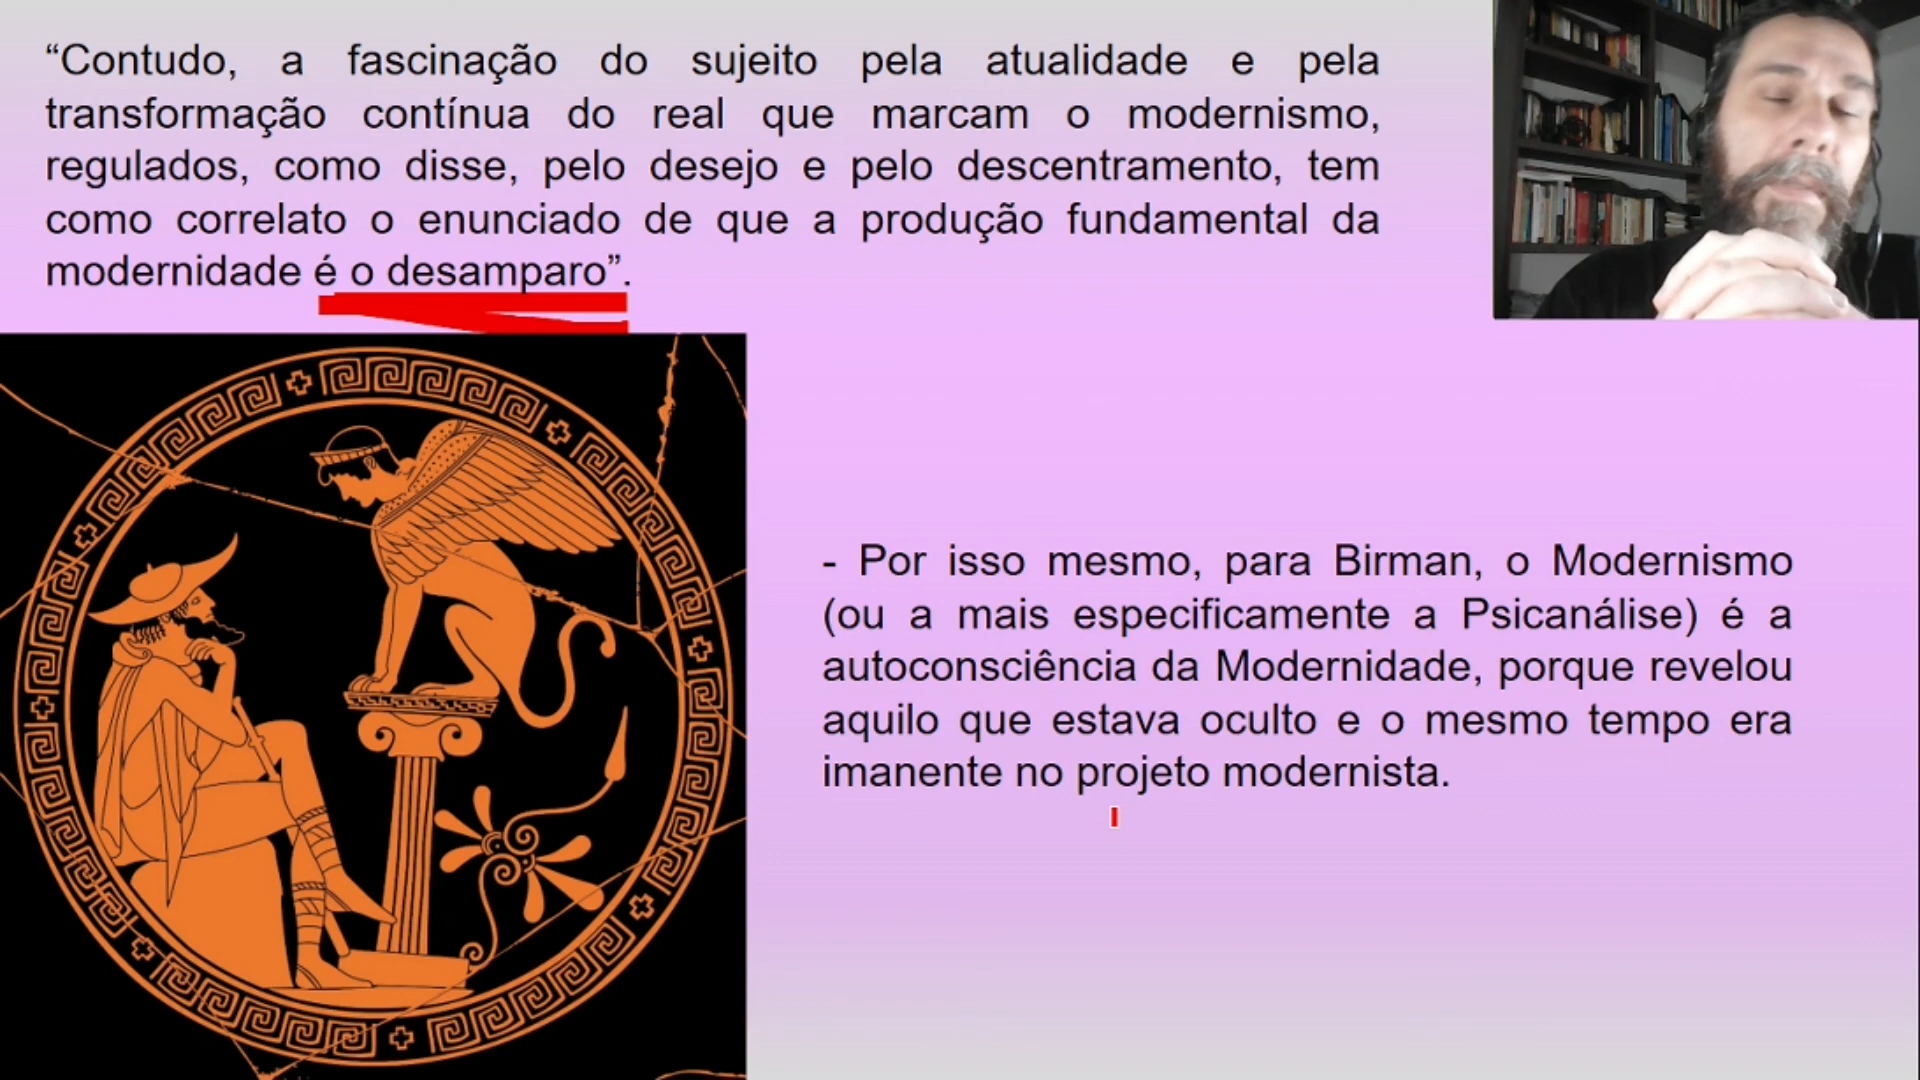 “Contudo, a fascinação do sujeito pela atualidade e pela
transformação contínua do real que marcam o modernismo,
regulados, como disse, pelo desejo e pelo descentramento, tem
como correlato o enunciado de que a produção fundamental da
modernidade é o desamparo”.
- Por isso mesmo, para Birman, o Modernismo
(ou a mais especificamente a Psicanálise) é a
autoconsciência da Modernidade, porque revelou
aquilo que estava oculto e o mesmo tempo era
imanente no projeto modernista.